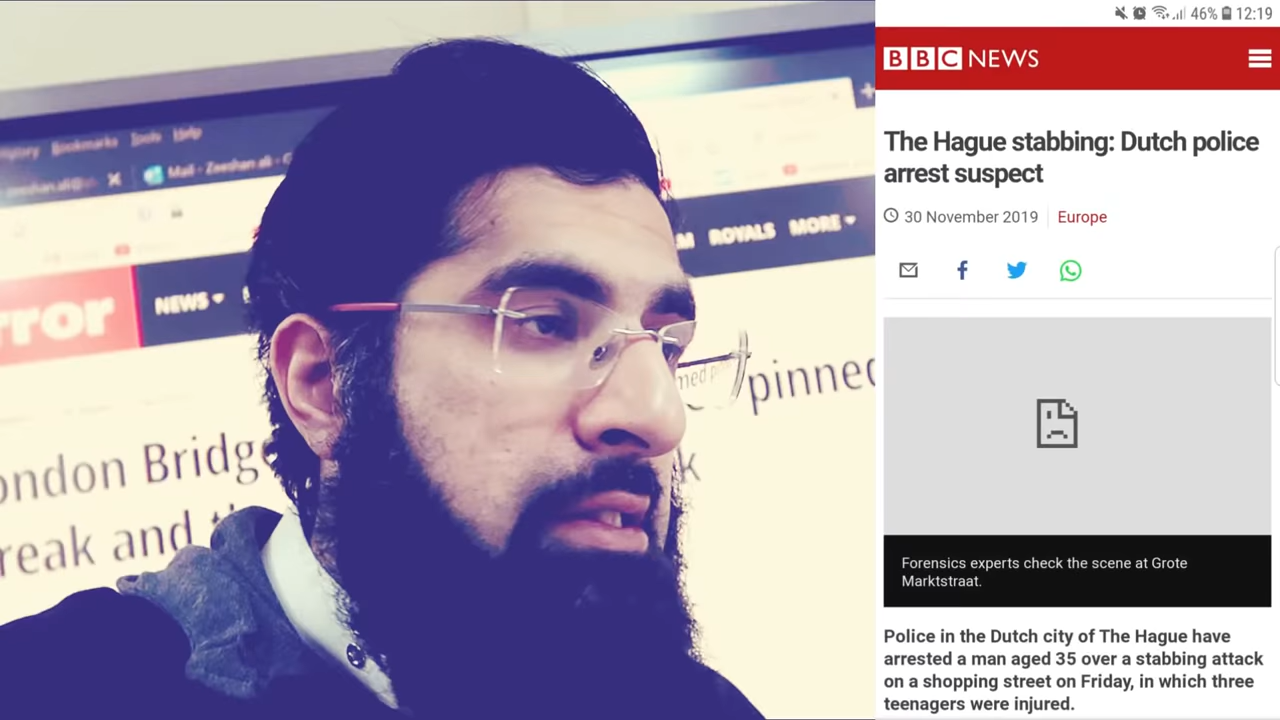 Bookmarks Tools Help
Mail - Zeeshan ali -
ROYALS MORE
rror NEWS
pinned
ondon Bridge
reak and
46% 12:19
BBC NEWS
The Hague stabbing: Dutch police
arrest suspect
30 November 2019 Europe
Forensics experts check the scene at Grote
Marktstraat.
Police in the Dutch city of The Hague have
arrested a man aged 35 over a stabbing attack
on a shopping street on Friday, in which three
teenagers were injured.